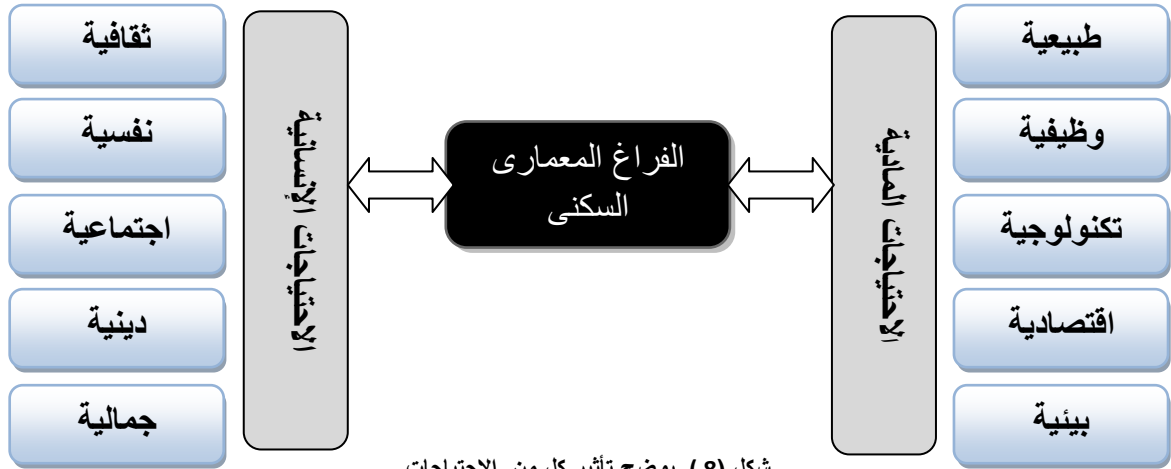 طبيعية
وظيفية
تكنولوجية
اقتصادية
بيئية
الاحتياجات المادية
الفراغ المعمارى
السكنى
الاحتياجات الإنسانية
ثقافية
نفسية
اجتماعية
دينية
جمالية
شكل (8) يوضح تأثير كل من الاحتياجات